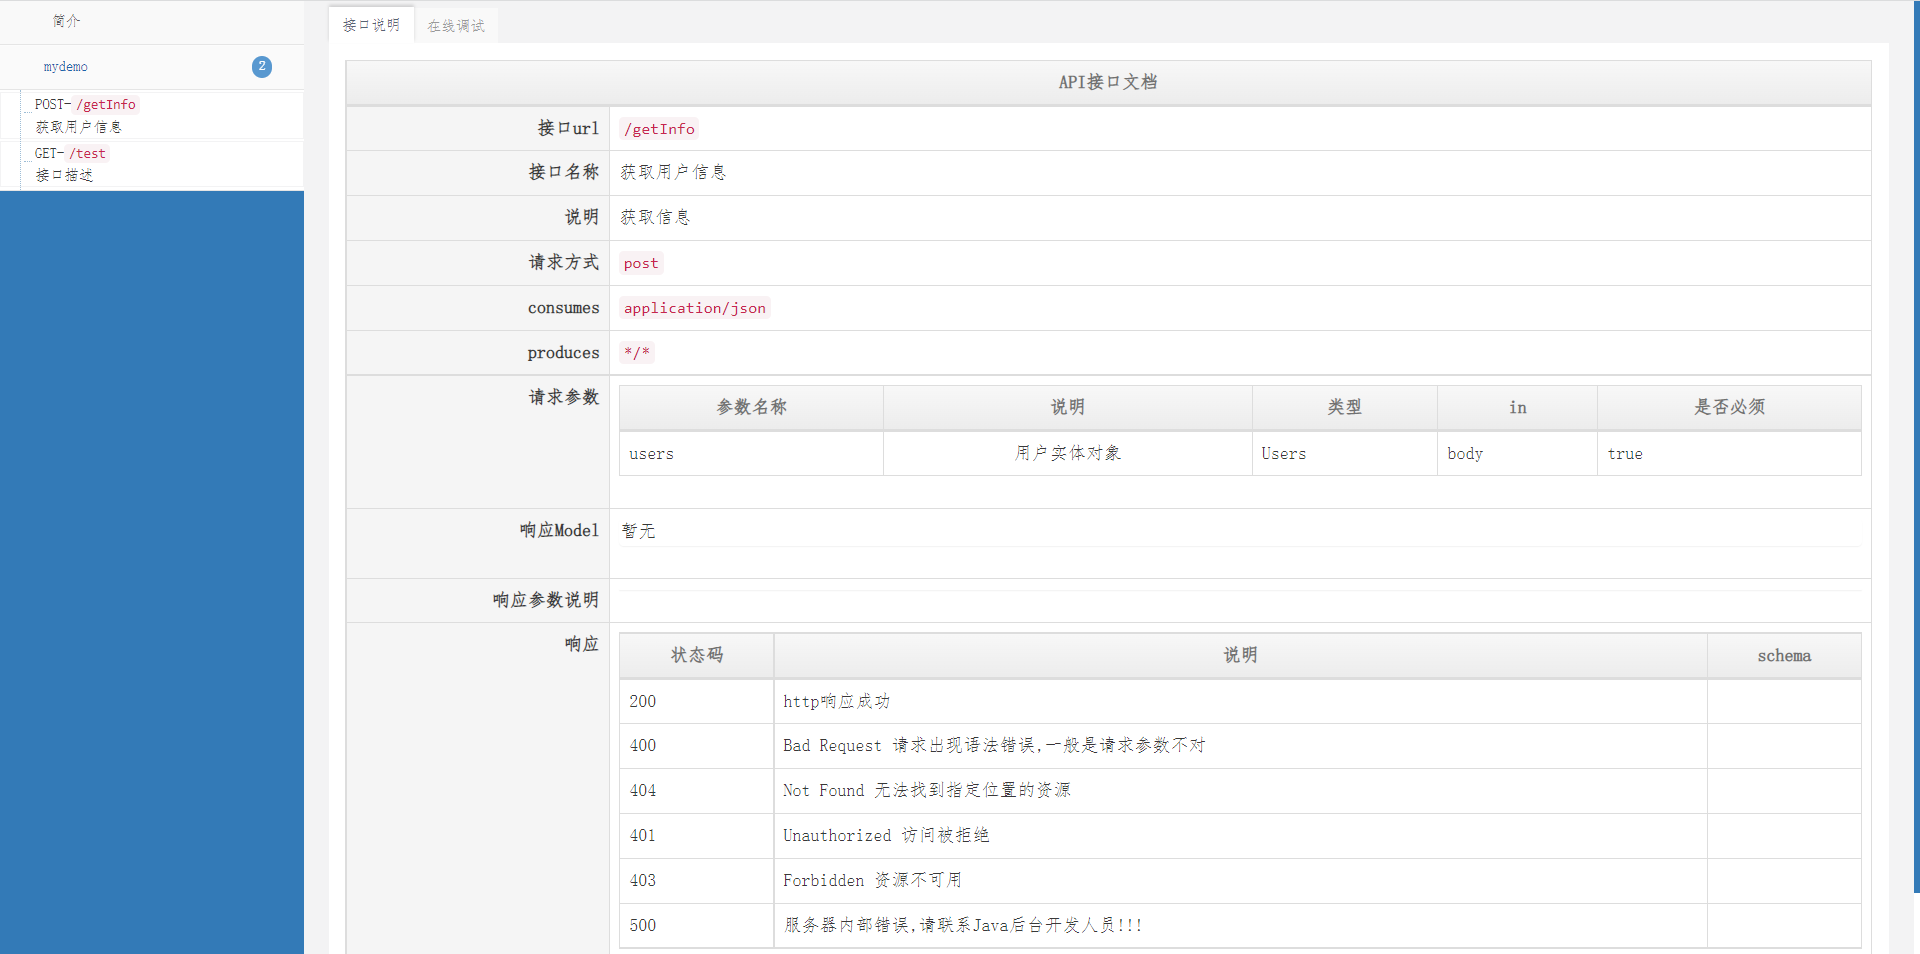 简介
mydemo 2
POST-/getInfo
获取用户信息
GET-/test
接口描述
接口说明 在线调试
API接口文档
接口url /getInfo
接口名称 获取用户信息
说明 获取信息
请求方式 post
consumes application/json
produces */*
请求参数 参数名称 说明 类型 in 是否必须
users 用户实体对象 Users body true
响应Model 暂无
响应参数说明
响应 状态码 说明 schema
200 http响应成功
400 Bad Request 请求出现语法错误,一般是请求参数不对
404 Not Found 无法找到指定位置的资源
401 Unauthorized 访问被拒绝
403 Forbidden 资源不可用
500 服务器内部错误,请联系Java后台开发人员!!!